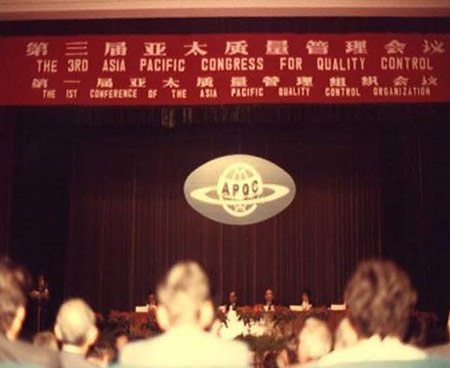 第三届亚太质量管理会议
THE 3RD ASIA PACIFIC CONGRESS FOR QUALITY CONTROL
第一届亚太质量管理组织会议
THE 1ST CONFERENCE OF THE ASIA PACIFIC QUALITY CONTROL ORGANIZATION
APQC